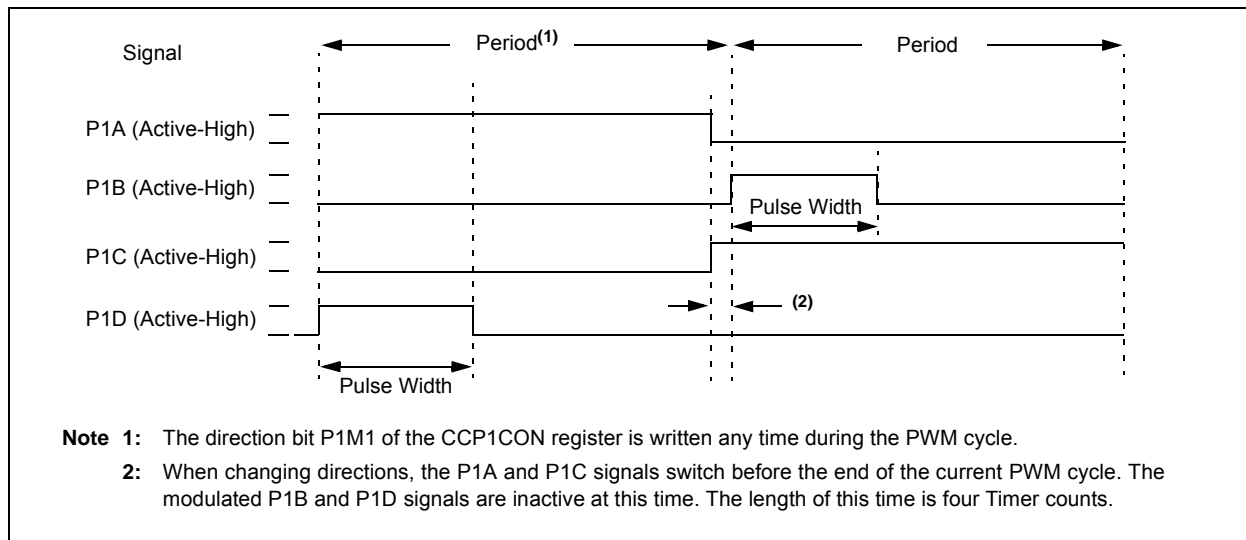 Signal
Period(1)
Period
P1A (Active-High)
P1B (Active-High)
Pulse Width
P1C (Active-High)
(2)
P1D (Active-High)
Pulse Width
Note 1: The direction bit P1M1 of the CCP1CON register is written any time during the PWM cycle.
2: When changing directions, the P1A and P1C signals switch before the end of the current PWM cycle. The
modulated P1B and P1D signals are inactive at this time. The length of this time is four Timer counts.